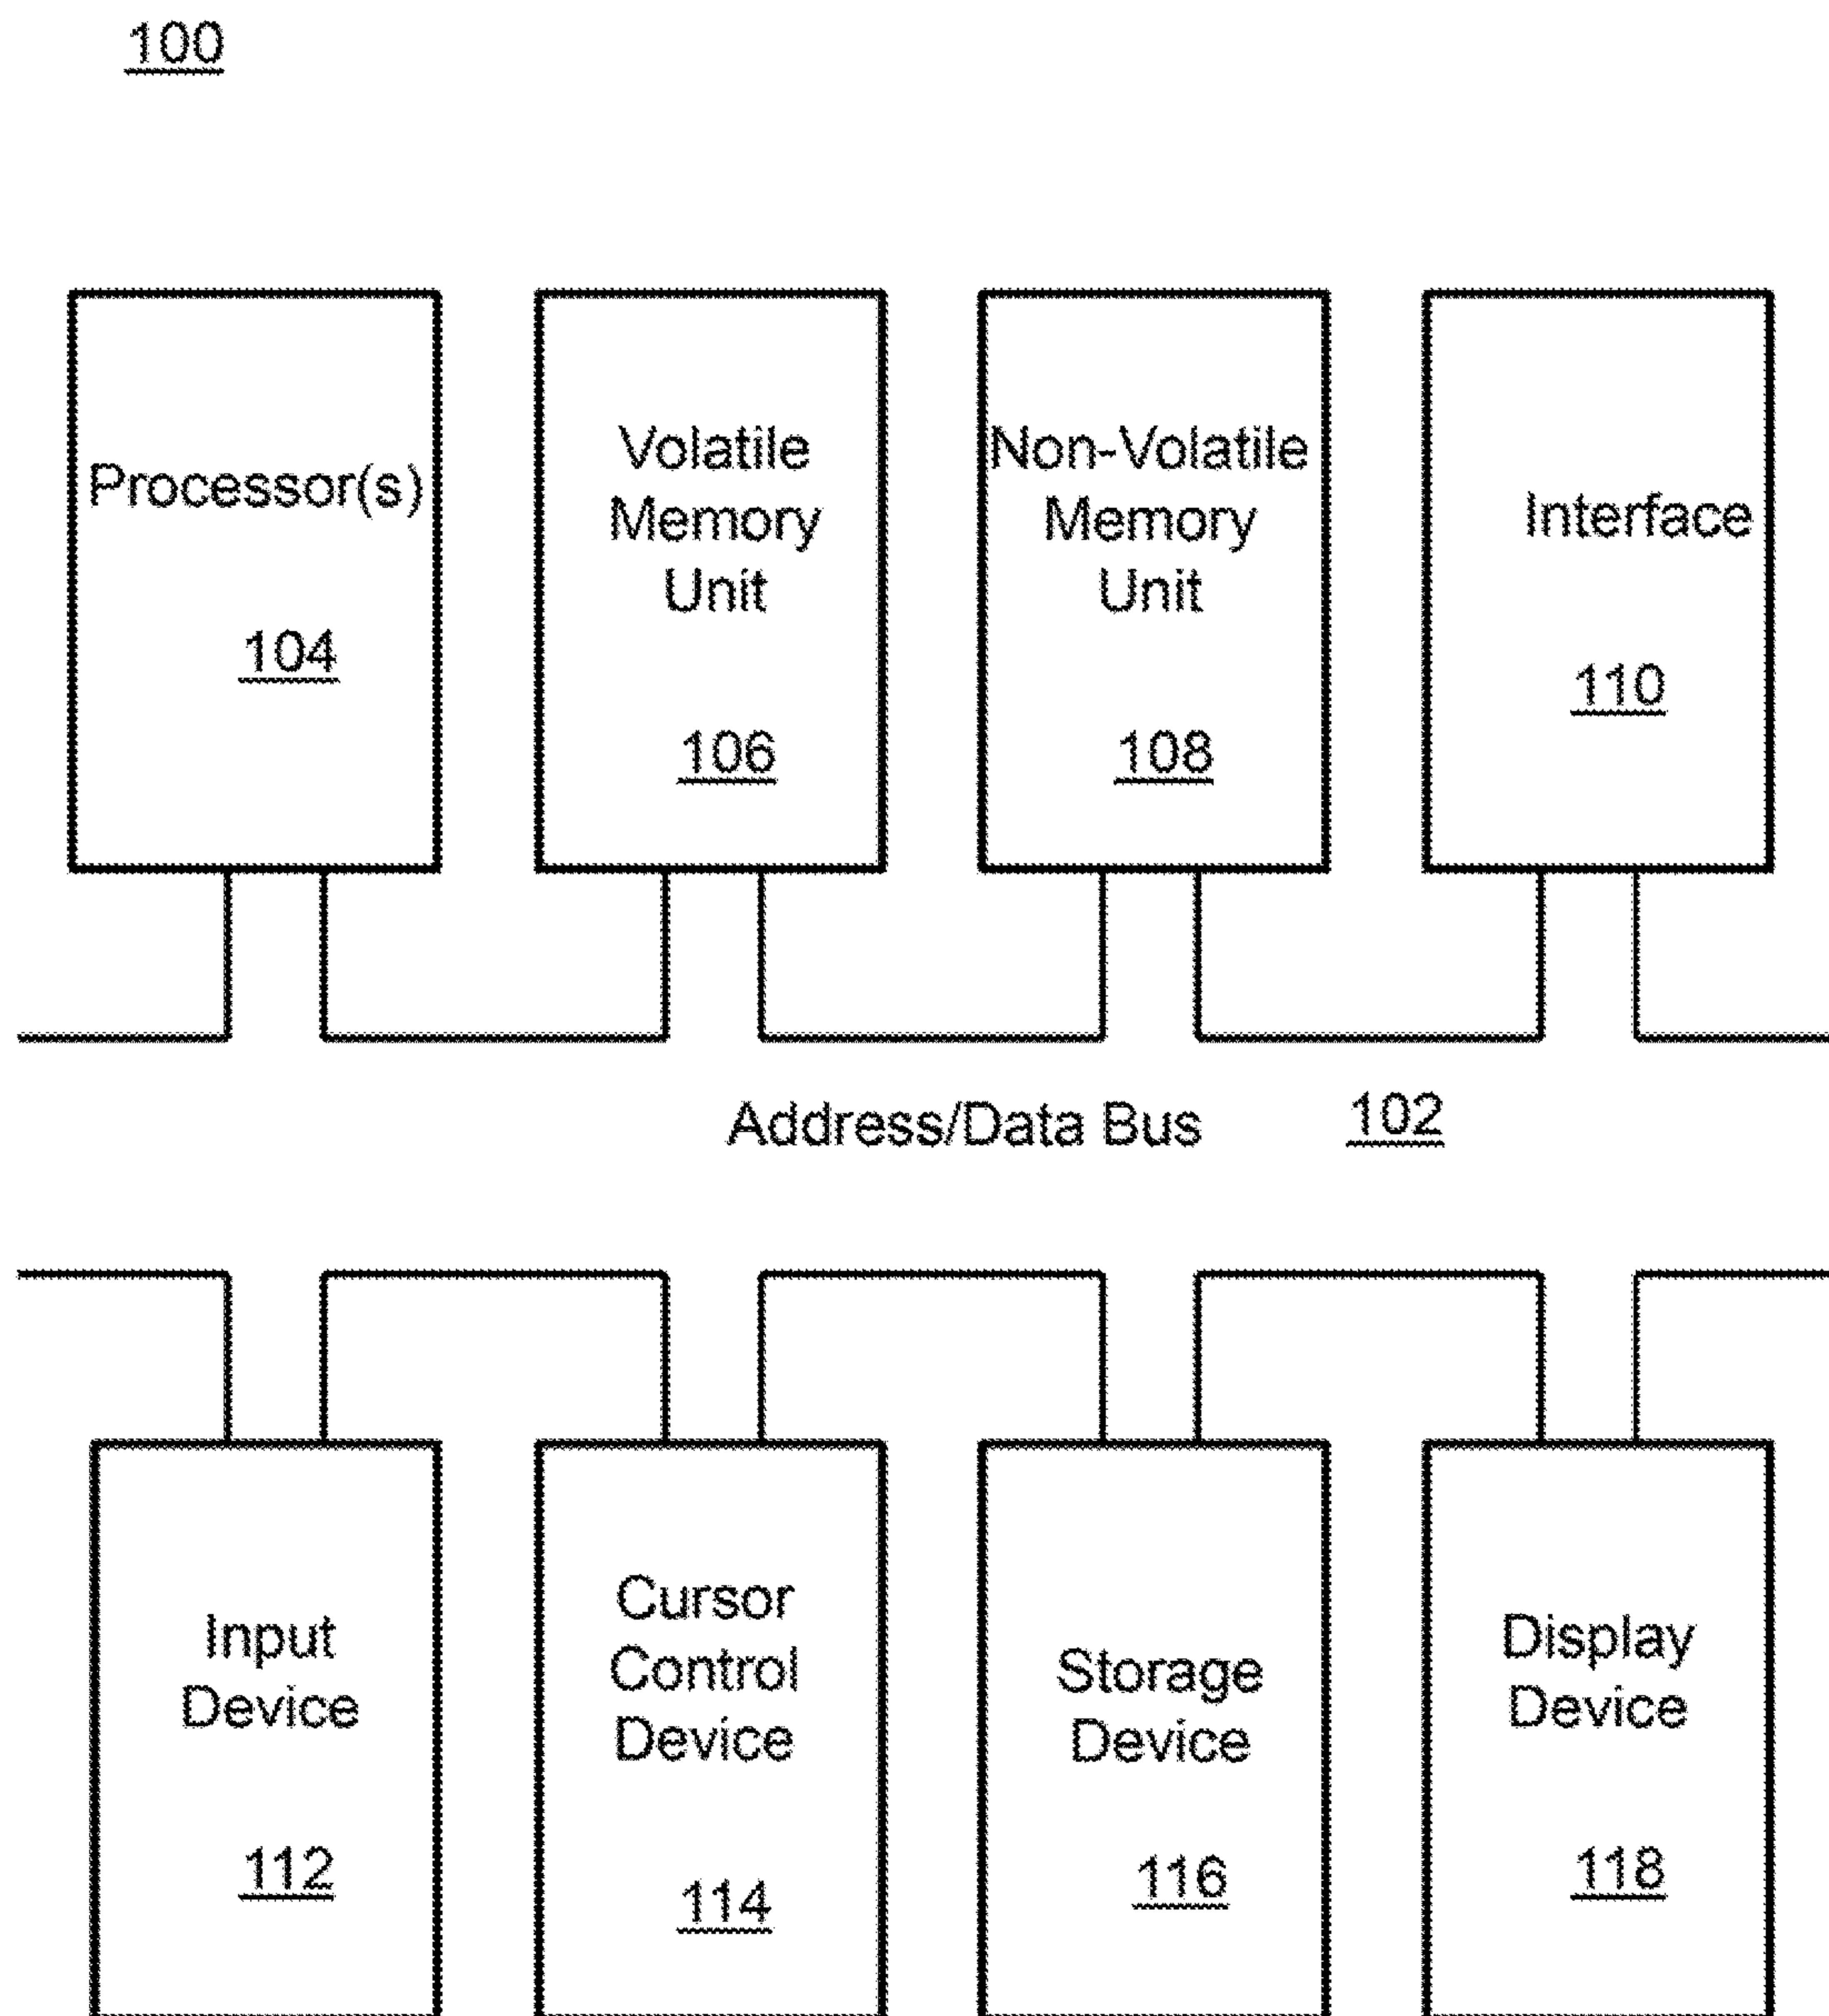 100
Processor(s)
104
Volatile
Memory
Unit
106
Non-Volatile
Memory
Unit
108
Interface
110
Address/Data Bus 102
Input
Device
112
Cursor
Control
Device
114
Storage
Device
116
Display
Device
118